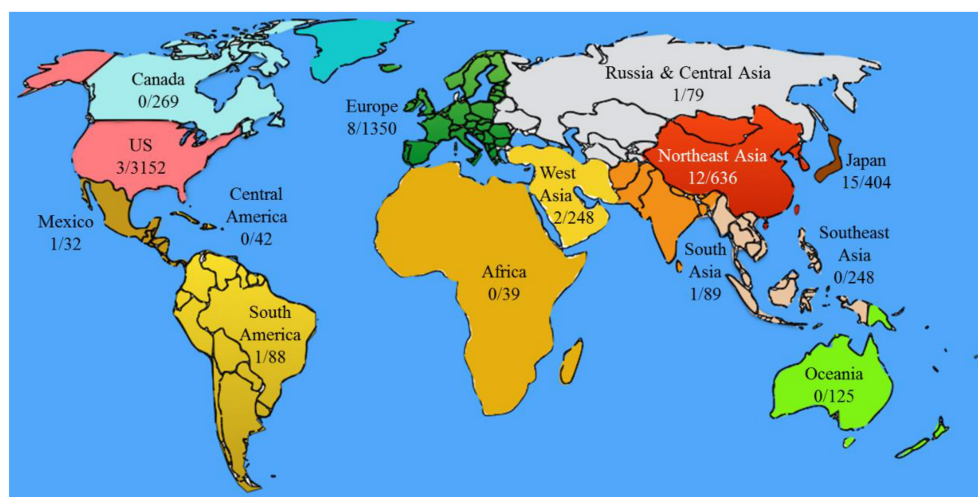 Canada
0/269
US
3/3152
Mexico
1/32
Central
America
0/42
South
America
1/88
Europe
8/1350
Africa
0/39
West
Asia
2/248
Russia & Central Asia
1/79
Northeast Asia
12/636
Japan
15/404
South
Asia
1/89
Southeast
Asia
0/248
Oceania
0/125